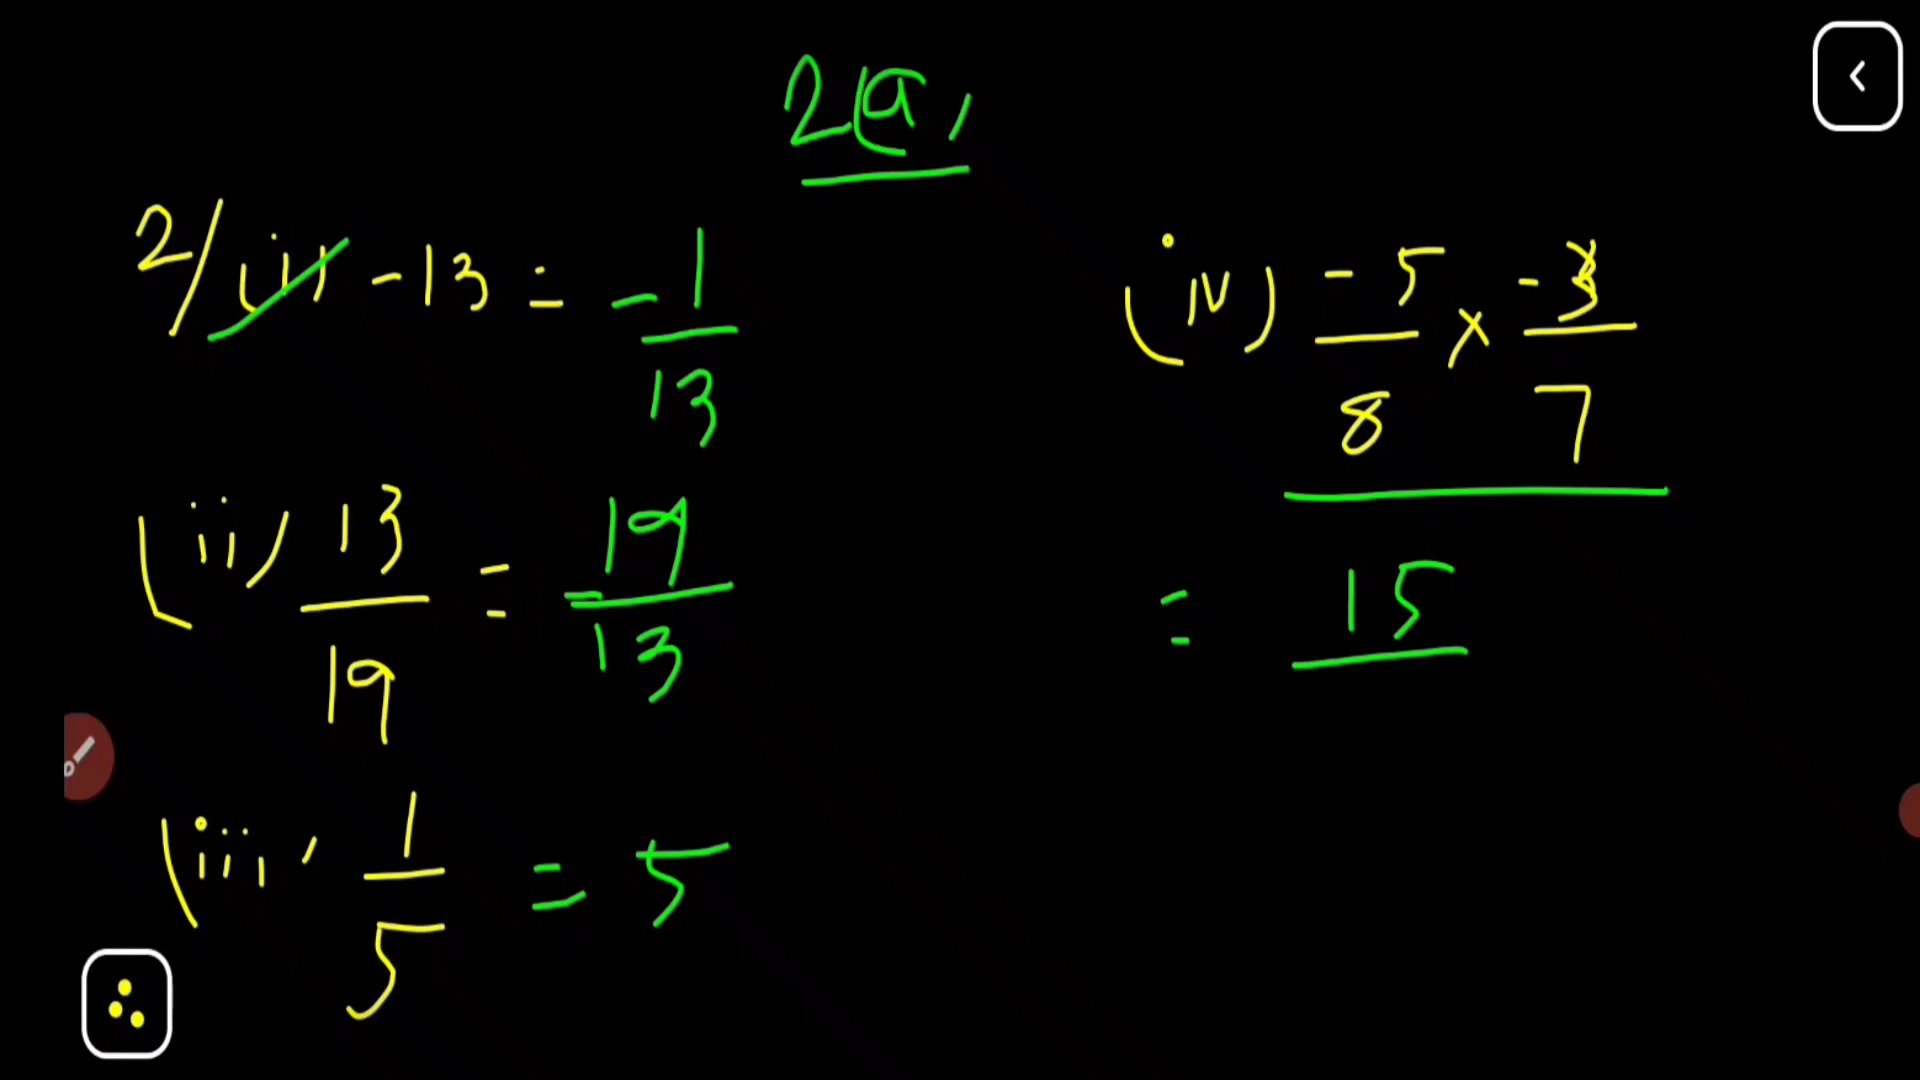 2(a)
2/(i) -13 = -1/13
(ii) 13/19 = -19/13
(iii) 1/5 = 5
(iv) -5/8 x -3/7
= 15